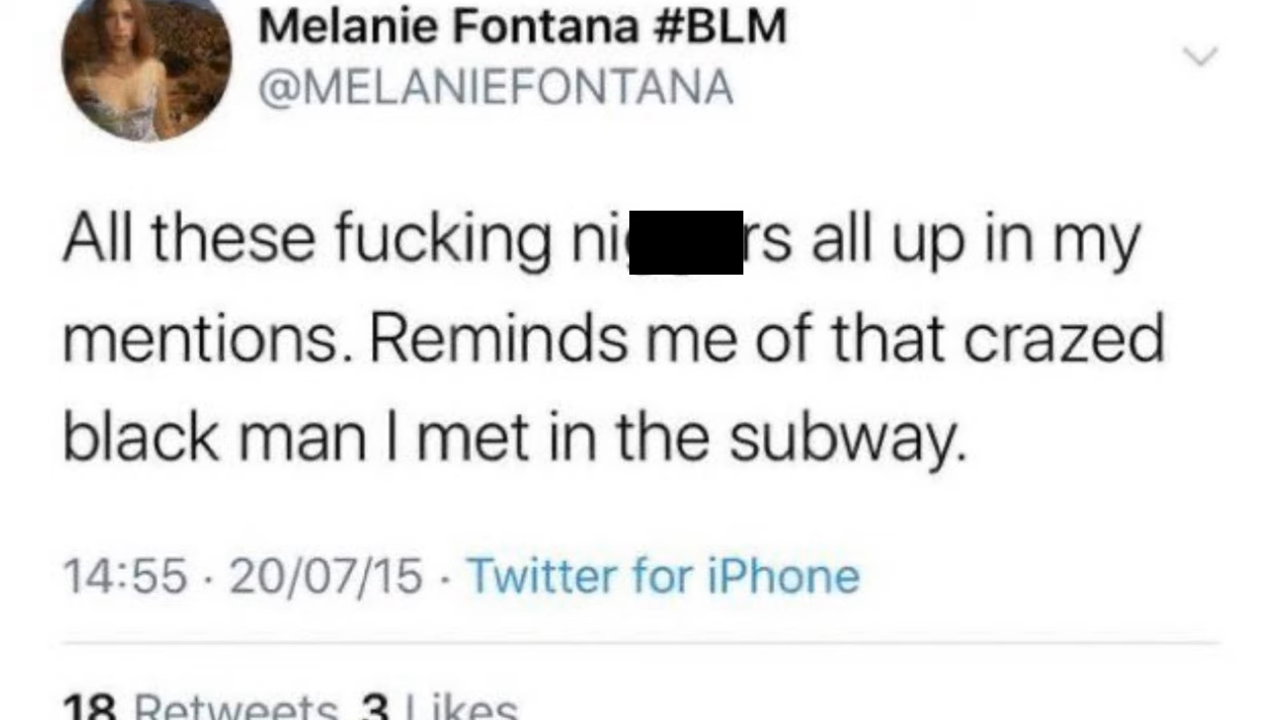 Melanie Fontana #BLM
@MELANIEFONTANA
All these fucking ni rs all up in my
mentions. Reminds me of that crazed
black man I met in the subway.
14:55 · 20/07/15 · Twitter for iPhone
18 Retweets 3 Likes